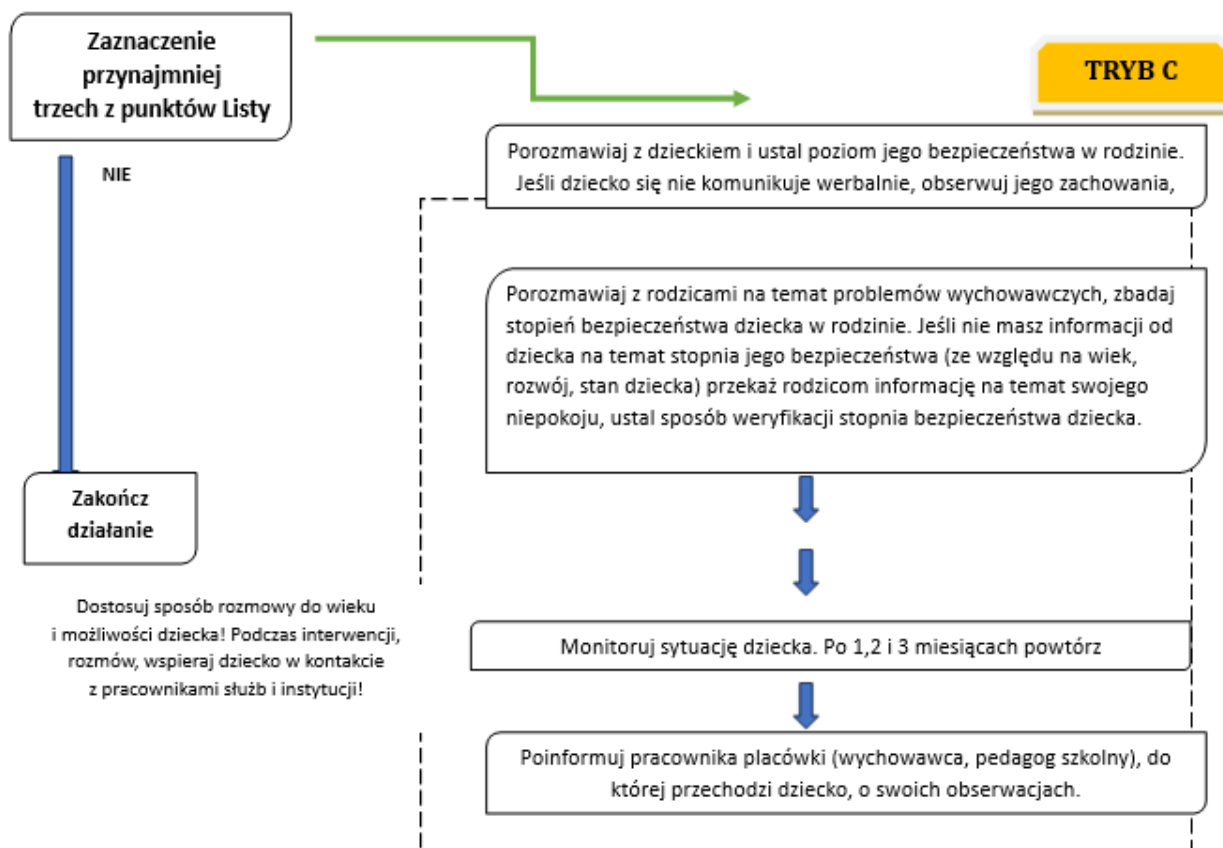 Zaznaczenie
przynajmniej
trzech z punktów Listy
TRYB C
NIE
Porozmawiaj z dzieckiem i ustal poziom jego bezpieczeństwa w rodzinie.
Jeśli dziecko się nie komunikuje werbalnie, obserwuj jego zachowania,
Porozmawiaj z rodzicami na temat problemów wychowawczych, zbadaj
stopień bezpieczeństwa dziecka w rodzinie. Jeśli nie masz informacji od
dziecka na temat stopnia jego bezpieczeństwa (ze względu na wiek,
rozwój, stan dziecka) przekaż rodzicom informację na temat swojego
niepokoju, ustal sposób weryfikacji stopnia bezpieczeństwa dziecka.
Zakończ
działanie
Dostosuj sposób rozmowy do wieku
i możliwości dziecka! Podczas interwencji,
rozmów, wspieraj dziecko w kontakcie
z pracownikami służb i instytucji!
Monitoruj sytuację dziecka. Po 1,2 i 3 miesiącach powtórz
Poinformuj pracownika placówki (wychowawca, pedagog szkolny), do
której przechodzi dziecko, o swoich obserwacjach.